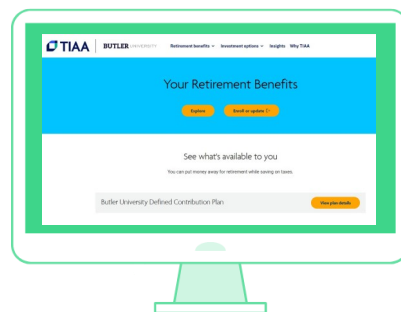 TIAA BUTLER UNIVERSITY Retirement benefits Investment options Insights Why TIAA
Your Retirement Benefits
Explore Enroll or update
See what's available to you
You can put money away for retirement while saving on taxes.
Butler University Defined Contribution Plan View plan details